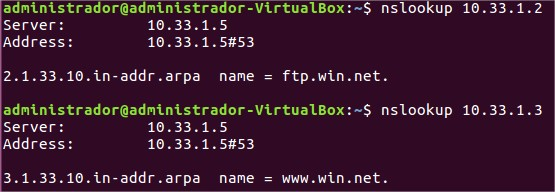 administrador@administrador-VirtualBox:~$ nslookup 10.33.1.2
Server: 10.33.1.5
Address: 10.33.1.5#53

2.1.33.10.in-addr.arpa name = ftp.win.net.

administrador@administrador-VirtualBox:~$ nslookup 10.33.1.3
Server: 10.33.1.5
Address: 10.33.1.5#53

3.1.33.10.in-addr.arpa name = www.win.net.